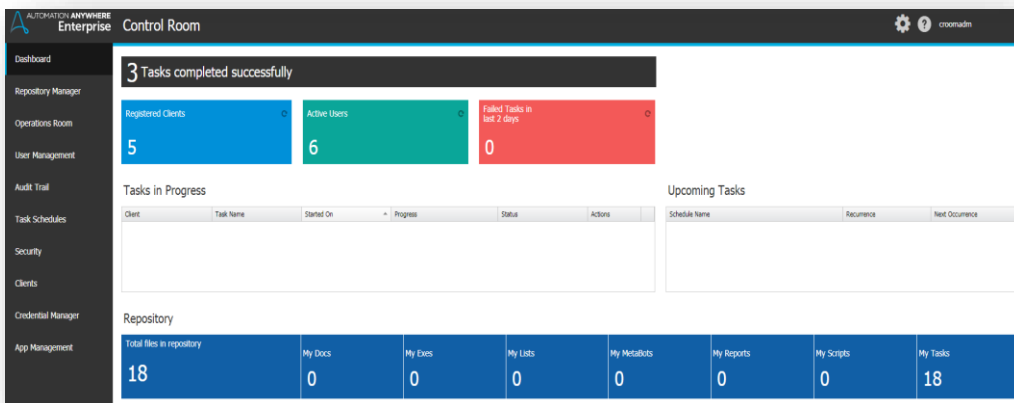 AUTOMATION ANYWHERE
Enterprise
Control Room
croomadm
Dashboard
Repository Manager
Operations Room
User Management
Audit Trail
Task Schedules
Security
Clients
Credential Manager
App Management
3 Tasks completed successfully
Registered Clients
5
Active Users
6
Failed Tasks in
last 2 days
0
Tasks in Progress
Client Task Name Started On Progress Status Actions
Upcoming Tasks
Schedule Name Recurrence Next Occurrence
Repository
Total files in repository
18
My Docs
0
My Exes
0
My Lists
0
My MetaBots
0
My Reports
0
My Scripts
0
My Tasks
18